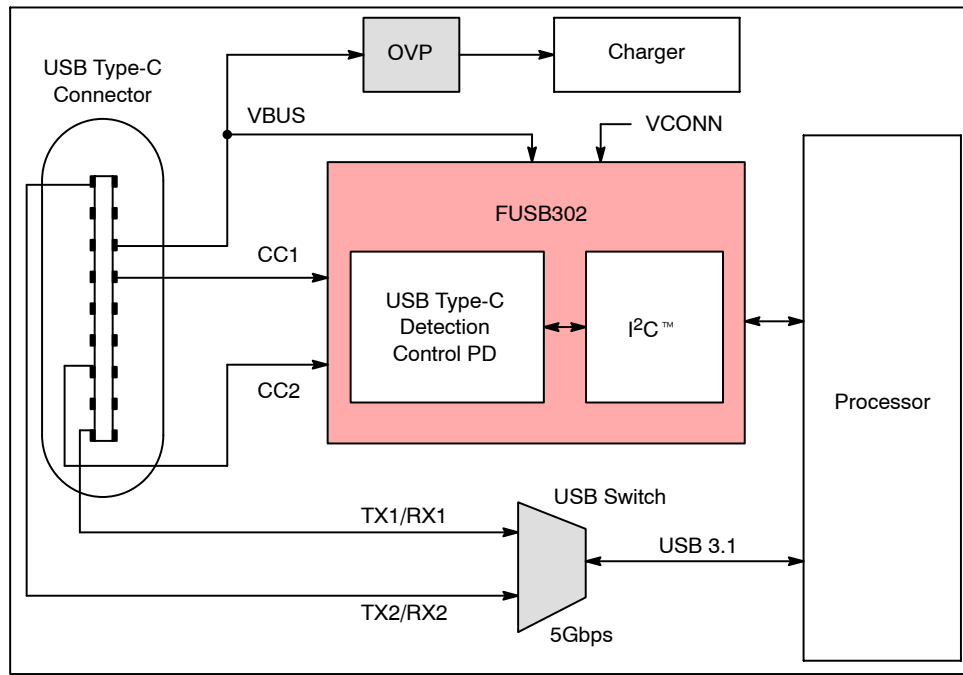 OVP
Charger
USB Type-C
Connector
VBUS
VCONN
FUSB302
CC1
USB Type-C
Detection
Control PD
I²C™
CC2
Processor
USB Switch
TX1/RX1
USB 3.1
TX2/RX2
5Gbps